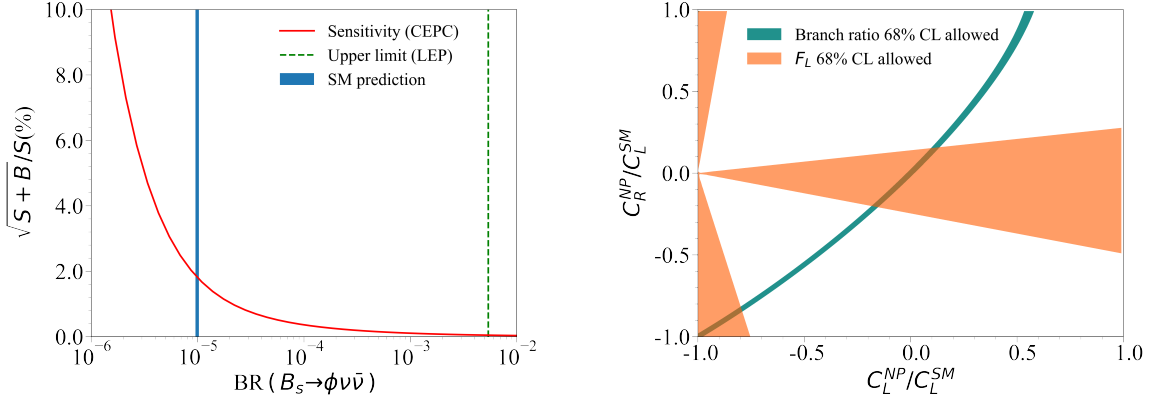 10.0
8.0
6.0
4.0
2.0
0.0
√S + B/S(%)
Sensitivity (CEPC)
Upper limit (LEP)
SM prediction
10⁻⁶ 10⁻⁵ 10⁻⁴ 10⁻³ 10⁻²
BR (Bₛ→ϕνν̄)
1.0
0.5
0.0
-0.5
-1.0
C_R^{NP}/C_L^{SM}
Branch ratio 68% CL allowed
F_L 68% CL allowed
-1.0 -0.5 0.0 0.5 1.0
C_L^{NP}/C_L^{SM}